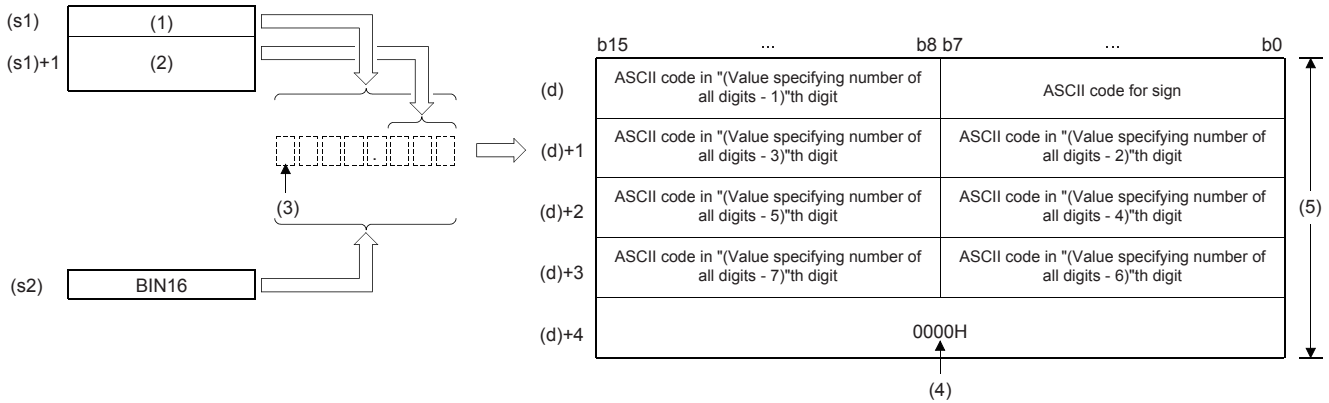 (s1)
(1)
(s1)+1
(2)
.
(3)
(s2)
BIN16
b15
...
b8 b7
...
b0
(d)
ASCII code in "(Value specifying number of
all digits - 1)"th digit
ASCII code for sign
(d)+1
ASCII code in "(Value specifying number of
all digits - 3)"th digit
ASCII code in "(Value specifying number of
all digits - 2)"th digit
(d)+2
ASCII code in "(Value specifying number of
all digits - 5)"th digit
ASCII code in "(Value specifying number of
all digits - 4)"th digit
(d)+3
ASCII code in "(Value specifying number of
all digits - 7)"th digit
ASCII code in "(Value specifying number of
all digits - 6)"th digit
(d)+4
0000H
(4)
(5)